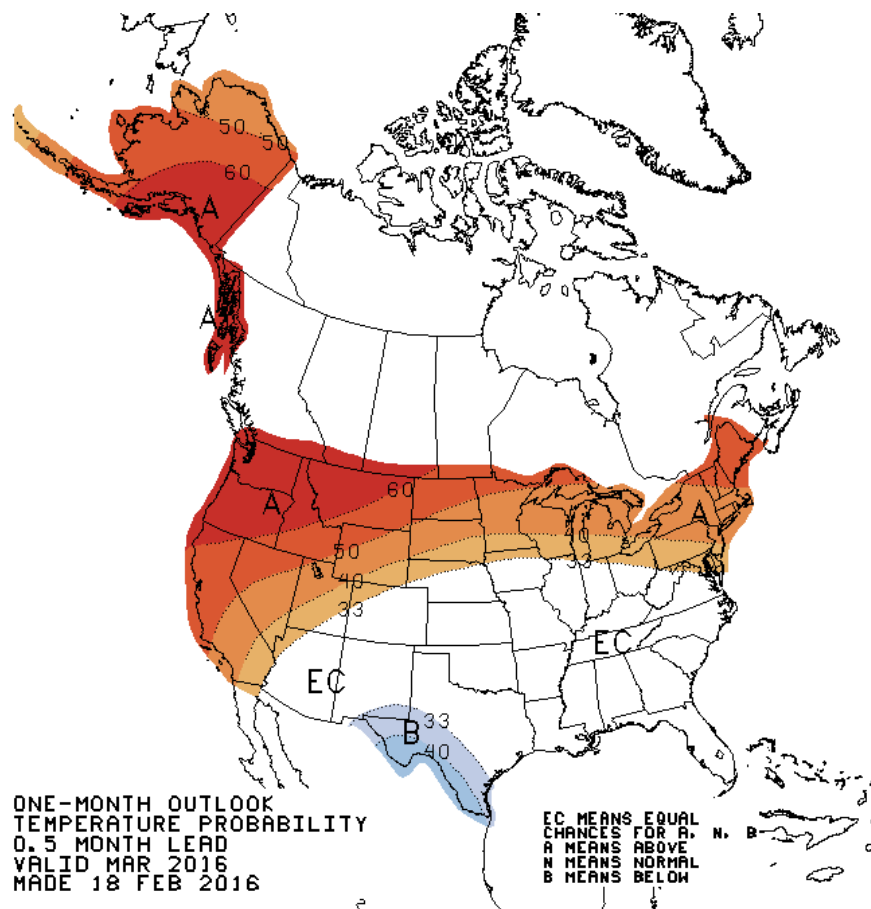 50
50
60
A
A
60
A
A
50
40
33
40
33
EC
EC
33
B
40
ONE-MONTH OUTLOOK
TEMPERATURE PROBABILITY
0.5 MONTH LEAD
VALID MAR 2016
MADE 18 FEB 2016
EC MEANS EQUAL
CHANCES FOR A, N, B
A MEANS ABOVE
N MEANS NORMAL
B MEANS BELOW